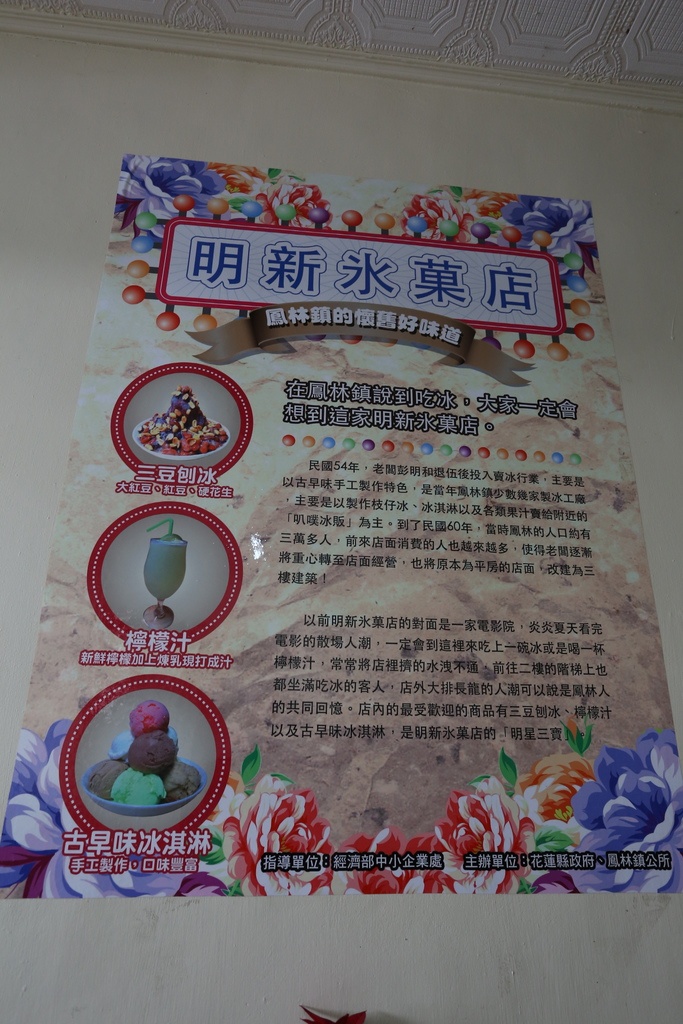 明新氷菓店
鳳林鎮的懷舊好味道
在鳳林鎮說到吃冰，大家一定會
想到這家明新氷菓店。
三豆刨冰
大紅豆、紅豆、硬花生
民國54年，老闆彭明和退伍後投入賣冰行業，主要是
以古早味手工製作特色，是當年鳳林鎮少數幾家製冰工廠
，主要是以製作枝仔冰、冰淇淋以及各類果汁賣給附近的
「叭噗冰販」為主。到了民國60年，當時鳳林的人口約有
三萬多人，前來店面消費的人也越來越多，使得老闆逐漸
將重心轉至店面經營，也將原本為平房的店面，改建為三
樓建築！
檸檬汁
新鮮檸檬加上煉乳現打成汁
以前明新氷菓店的對面是一家電影院，炎炎夏天看完
電影的散場人潮，一定會到這裡來吃上一碗冰或是喝一杯
檸檬汁，常常將店裡擠的水洩不通，前往二樓的階梯上也
都坐滿吃冰的客人，店外大排長龍的人潮可以說是鳳林人
的共同回憶。店內的最受歡迎的商品有三豆刨冰、檸檬汁
以及古早味冰淇淋，是明新氷菓店的「明星三寶」。
古早味冰淇淋
手工製作，口味豐富
指導單位：經濟部中小企業處 主辦單位：花蓮縣政府、鳳林鎮公所